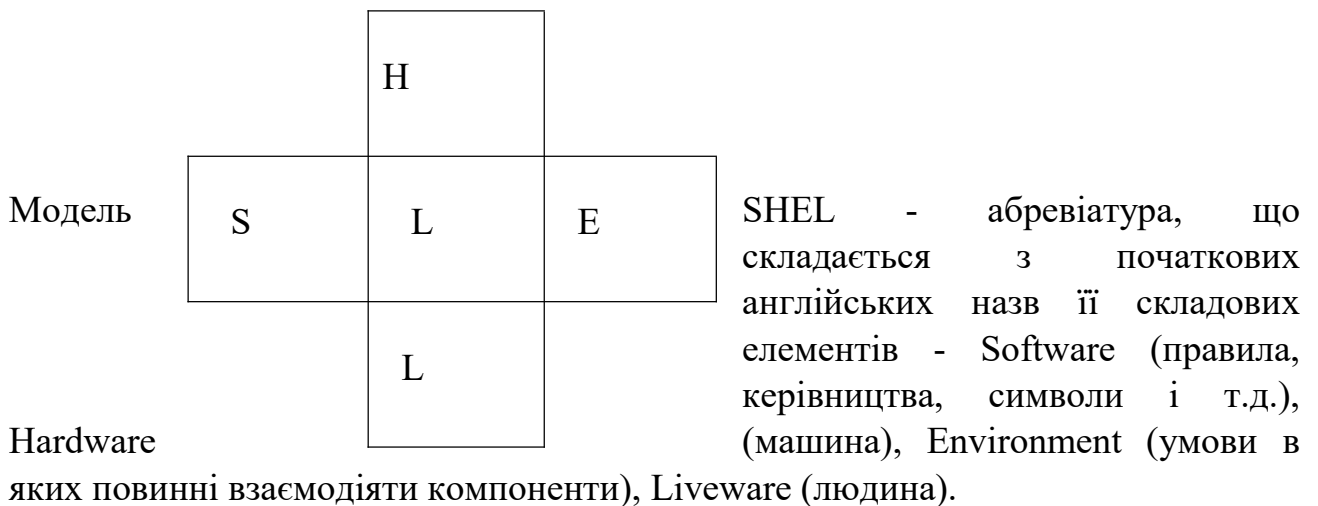 H
Модель S L E SHEL - абревіатура, що
складається з початкових
англійських назв її складових
елементів - Software (правила,
L
керівництва, символи і т.д.),
Hardware (машина), Environment (умови в
яких повинні взаємодіяти компоненти), Liveware (людина).